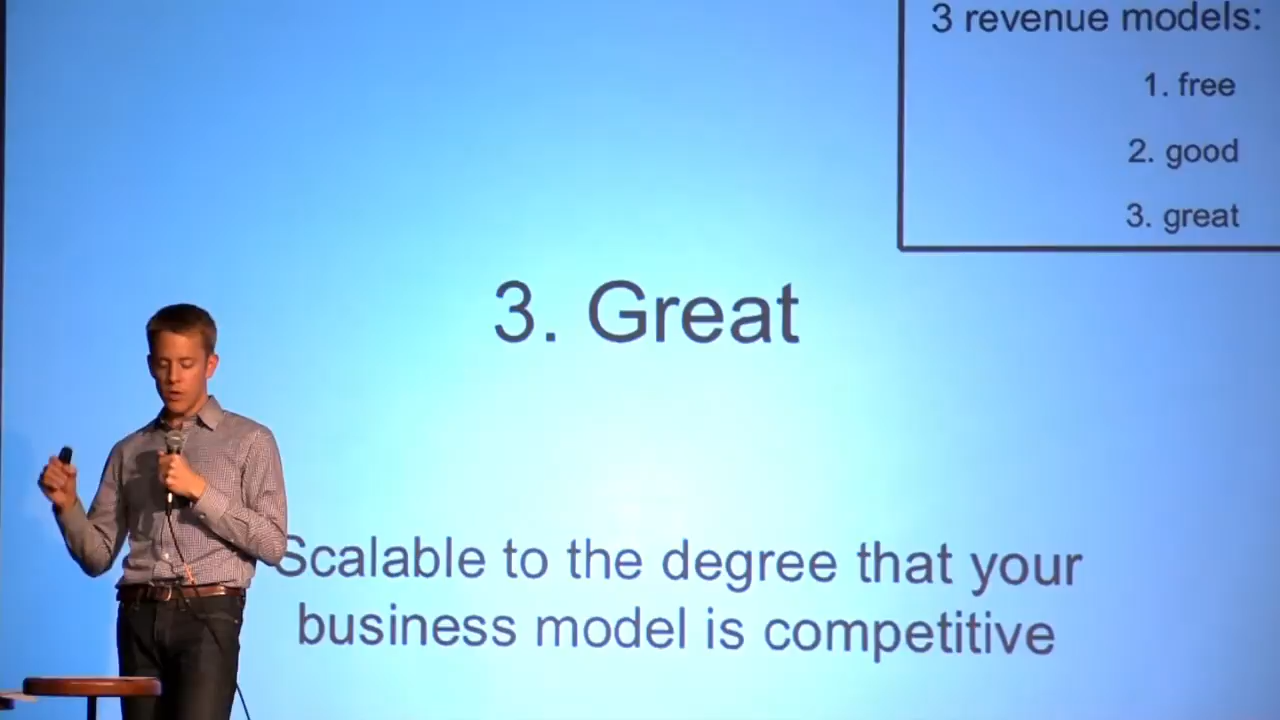 3 revenue models:
1. free
2. good
3. great
3. Great
Scalable to the degree that your
business model is competitive